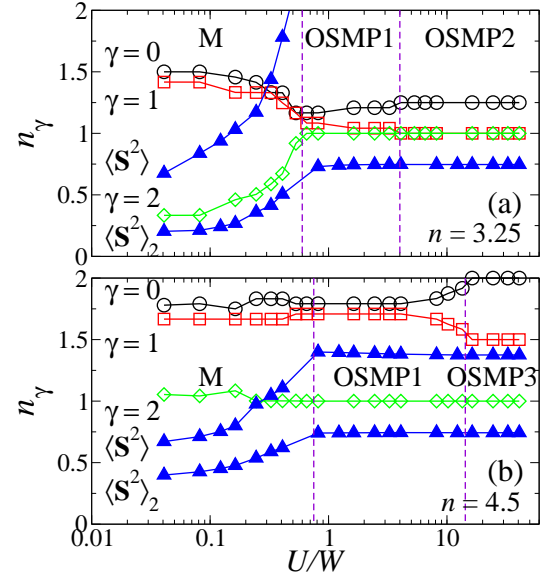 M OSMP1 OSMP2
2
γ = 0
1.5
γ = 1
n_γ
1
⟨S²⟩
0.5
γ = 2
(a)
⟨S²⟩₂
n = 3.25
0
2
γ = 0
1.5
γ = 1
n_γ
M OSMP1 OSMP3
1
γ = 2
⟨S²⟩
0.5
(b)
⟨S²⟩₂
n = 4.5
0
0.01 0.1 1 10
U/W